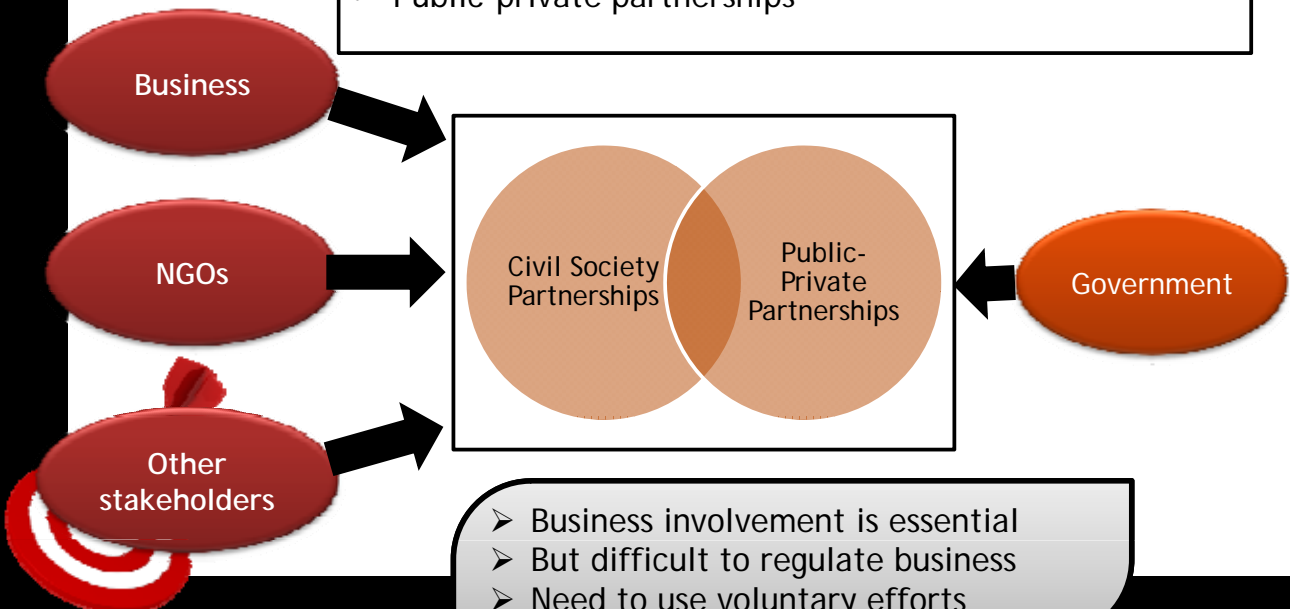 Public-private partnerships
Business
NGOs
Other
stakeholders
Civil Society
Partnerships
Public-
Private
Partnerships
Government
➢ Business involvement is essential
➢ But difficult to regulate business
➢ Need to use voluntary efforts